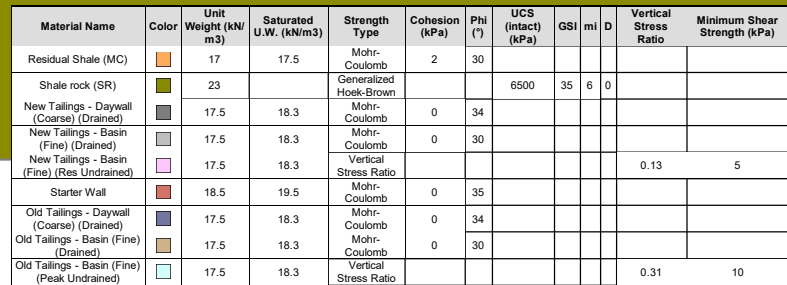 Material Name Color Unit Weight (kN/m3) Saturated U.W. (kN/m3) Strength Type Cohesion (kPa) Phi (°) UCS (intact) (kPa) GSI mi D Vertical Stress Ratio Minimum Shear Strength (kPa)
Residual Shale (MC) 17 17.5 Mohr-Coulomb 2 30
Shale rock (SR) 23 Generalized Hoek-Brown 6500 35 6 0
New Tailings - Daywall (Coarse) (Drained) 17.5 18.3 Mohr-Coulomb 0 34
New Tailings - Basin (Fine) (Drained) 17.5 18.3 Mohr-Coulomb 0 30
New Tailings - Basin (Fine) (Res Undrained) 17.5 18.3 Vertical Stress Ratio 0.13 5
Starter Wall 18.5 19.5 Mohr-Coulomb 0 35
Old Tailings - Daywall (Coarse) (Drained) 17.5 18.3 Mohr-Coulomb 0 34
Old Tailings - Basin (Fine) (Drained) 17.5 18.3 Mohr-Coulomb 0 30
Old Tailings - Basin (Fine) (Peak Undrained) 17.5 18.3 Vertical Stress Ratio 0.31 10